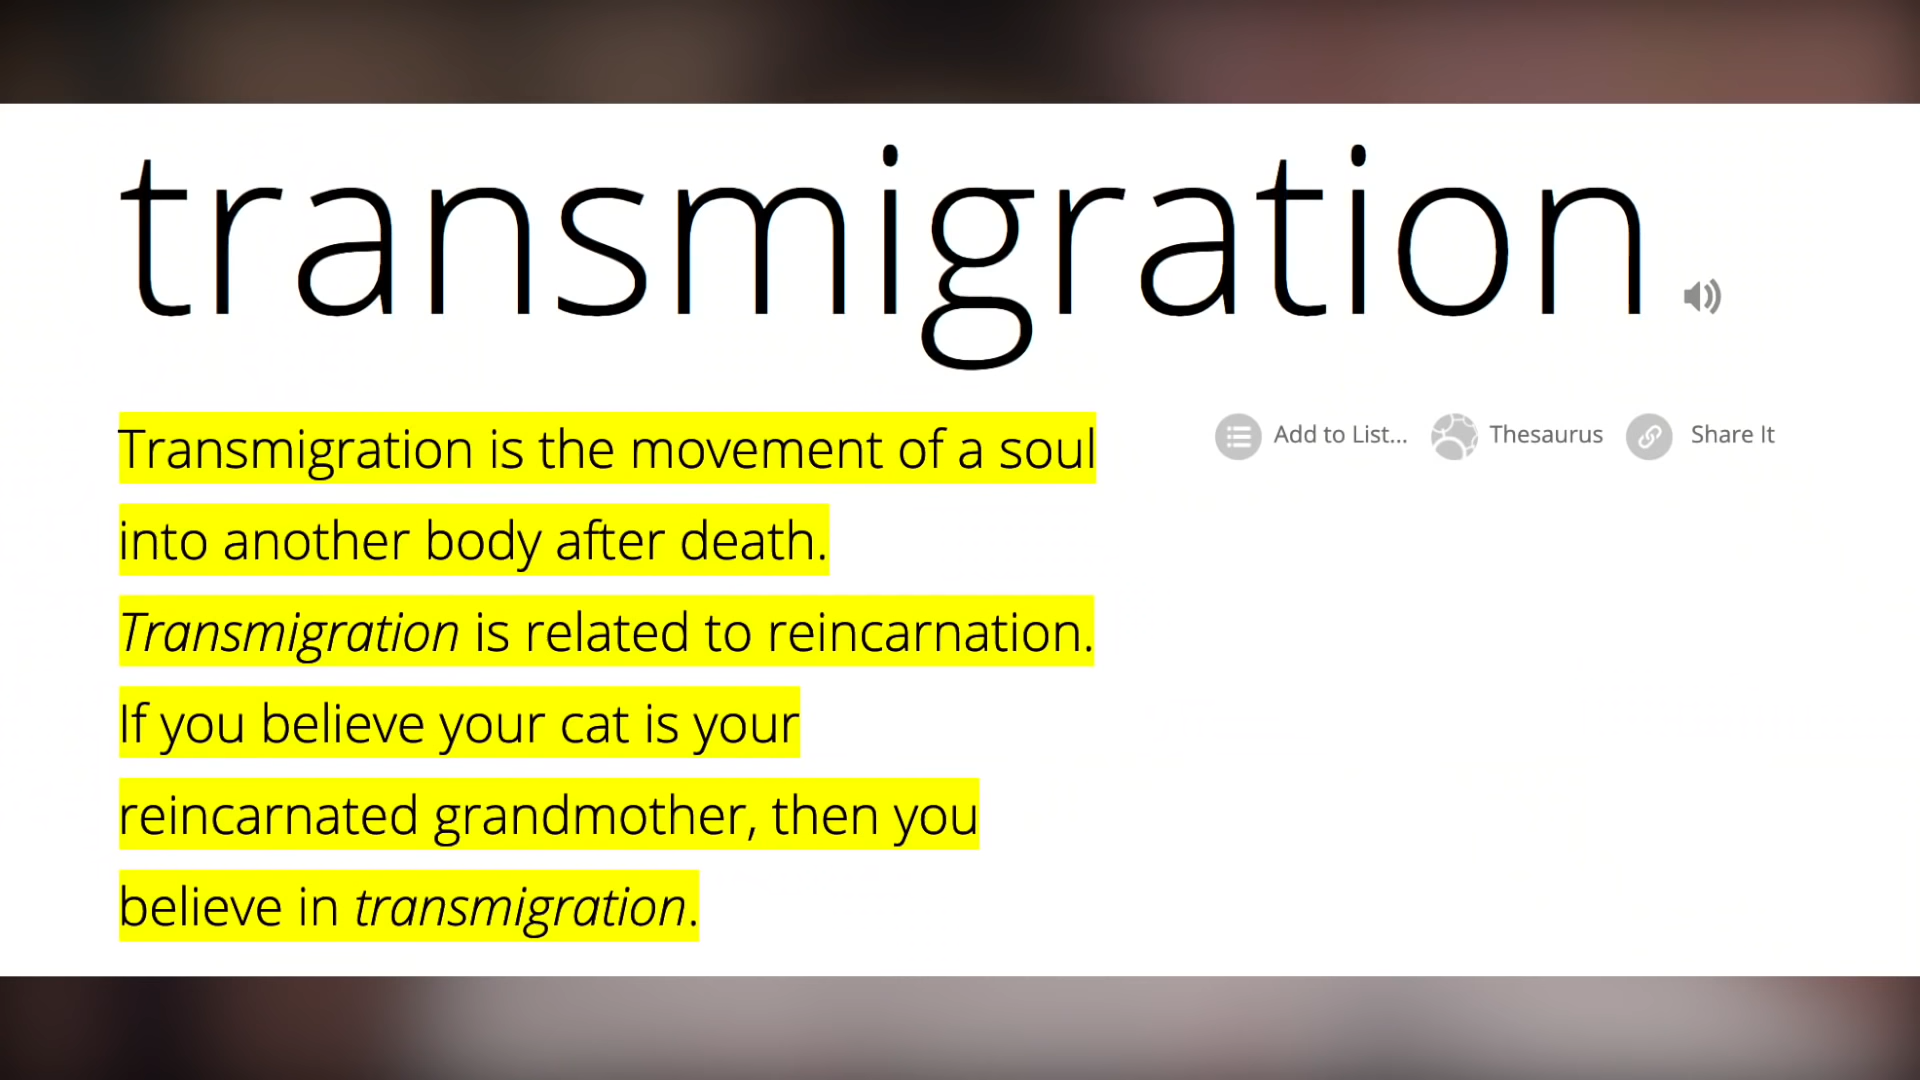 transmigration
Transmigration is the movement of a soul
into another body after death.
Transmigration is related to reincarnation.
If you believe your cat is your
reincarnated grandmother, then you
believe in transmigration.
Add to List... Thesaurus Share It